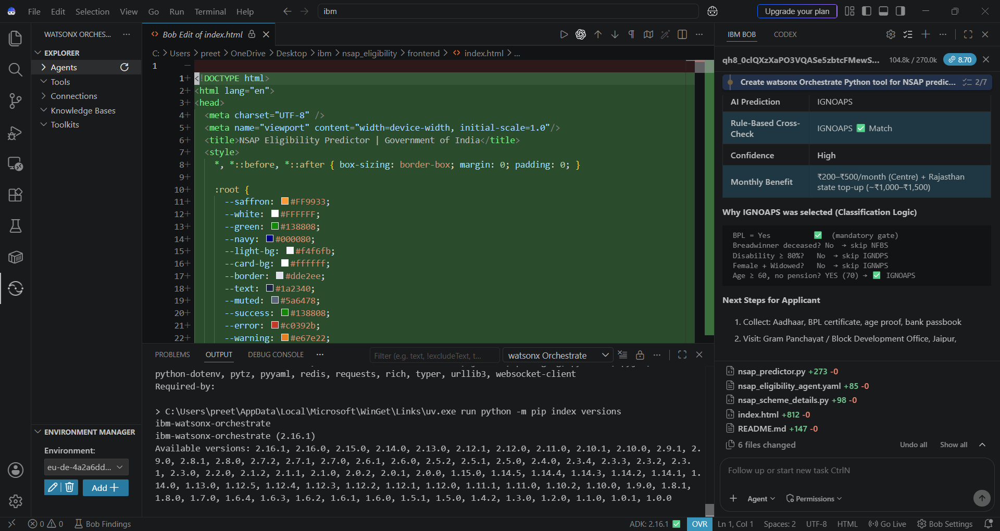 File Edit Selection View Go Run Terminal Help
ibm
Upgrade your plan
WATSONX ORCHES... ...
EXPLORER
Agents
Tools
Connections
Knowledge Bases
Toolkits
ENVIRONMENT MANAGER
Environment:
eu-de-4a2a6dd...
Add +
Bob Edit of index.html
C: > Users > preet > OneDrive > Desktop > ibm > nsap_eligibility > frontend > <> index.html > ...
1 −
1+ <!DOCTYPE html>
2+ <html lang="en">
3+ <head>
4+ <meta charset="UTF-8" />
5+ <meta name="viewport" content="width=device-width, initial-scale=1.0"/>
6+ <title>NSAP Eligibility Predictor | Government of India</title>
7+ <style>
8+ *, *::before, *::after { box-sizing: border-box; margin: 0; padding: 0; }
9+
10+ :root {
11+ --saffron: #FF9933;
12+ --white: #FFFFFF;
13+ --green: #138808;
14+ --navy: #000080;
15+ --light-bg: #f4f6fb;
16+ --card-bg: #ffffff;
17+ --border: #dde2ee;
18+ --text: #1a2340;
19+ --muted: #5a6478;
20+ --success: #138808;
21+ --error: #c0392b;
22+ --warning: #e67e22;
PROBLEMS OUTPUT DEBUG CONSOLE ...
Filter (e.g. text, !excludeText, t...
watsonx Orchestrate
python-dotenv, pytz, pyyaml, redis, requests, rich, typer, urllib3, websocket-client
Required-by:
> C:\Users\preet\AppData\Local\Microsoft\WinGet\Links\uv.exe run python -m pip index versions
ibm-watsonx-orchestrate
ibm-watsonx-orchestrate (2.16.1)
Available versions: 2.16.1, 2.16.0, 2.15.0, 2.14.0, 2.13.0, 2.12.1, 2.12.0, 2.11.0, 2.10.1, 2.10.0, 2.9.1, 2.
9.0, 2.8.1, 2.8.0, 2.7.2, 2.7.1, 2.7.0, 2.6.1, 2.6.0, 2.5.2, 2.5.1, 2.5.0, 2.4.0, 2.3.4, 2.3.3, 2.3.2, 2.3.
1, 2.3.0, 2.2.0, 2.1.2, 2.1.1, 2.1.0, 2.0.2, 2.0.1, 2.0.0, 1.15.0, 1.14.5, 1.14.4, 1.14.3, 1.14.2, 1.14.1, 1.
14.0, 1.13.0, 1.12.5, 1.12.4, 1.12.3, 1.12.2, 1.12.1, 1.12.0, 1.11.1, 1.11.0, 1.10.2, 1.10.0, 1.9.0, 1.8.1,
1.8.0, 1.7.0, 1.6.4, 1.6.3, 1.6.2, 1.6.1, 1.6.0, 1.5.1, 1.5.0, 1.4.2, 1.3.0, 1.2.0, 1.1.0, 1.0.1, 1.0.0
IBM BOB CODEX
104.8k / 270.0k 8.70
Create watsonx Orchestrate Python tool for NSAP predic... 2/7
AI Prediction IGNOAPS
Rule-Based Cross-
Check IGNOAPS ✅ Match
Confidence High
Monthly Benefit ₹200–₹500/month (Centre) + Rajasthan
state top-up (~₹1,000–₹1,500)
Why IGNOAPS was selected (Classification Logic)
BPL = Yes ✅ (mandatory gate)
Breadwinner deceased? No → skip NFBS
Disability ≥ 80%? No → skip IGNDPS
Female + Widowed? No → skip IGNWPS
Age ≥ 60, no pension? YES (70) → ✅ IGNOAPS
Next Steps for Applicant
1. Collect: Aadhaar, BPL certificate, age proof, bank passbook
2. Visit: Gram Panchayat / Block Development Office, Jaipur,
nsap_predictor.py +273 -0
nsap_eligibility_agent.yaml +85 -0
nsap_scheme_details.py +98 -0
index.html +812 -0
README.md +147 -0
6 files changed Undo all Show all
Follow up or start new task CtrlN
+ Agent Permissions
0 0 Bob Findings
ADK: 2.16.1 ✅ OVR Ln 1, Col 1 Spaces: 2 UTF-8 HTML Go Live Bob Settings